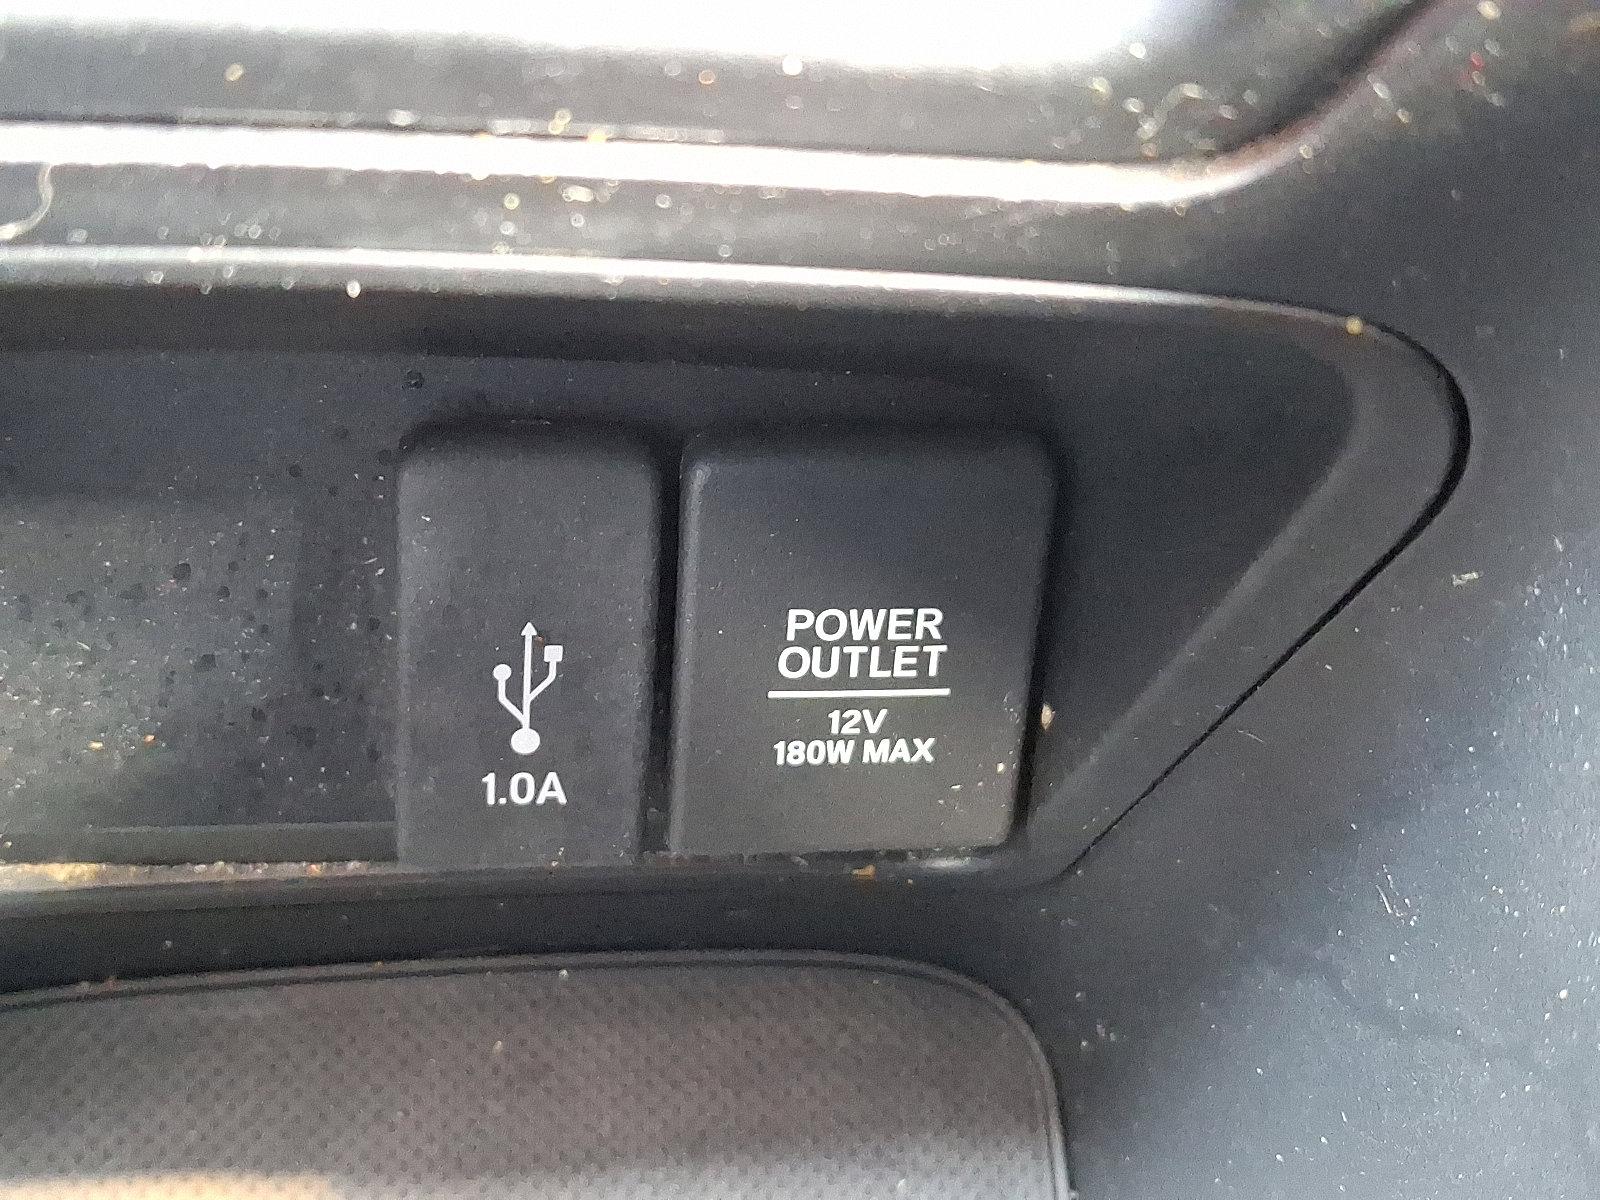 1.0A
POWER
OUTLET
12V
180W MAX